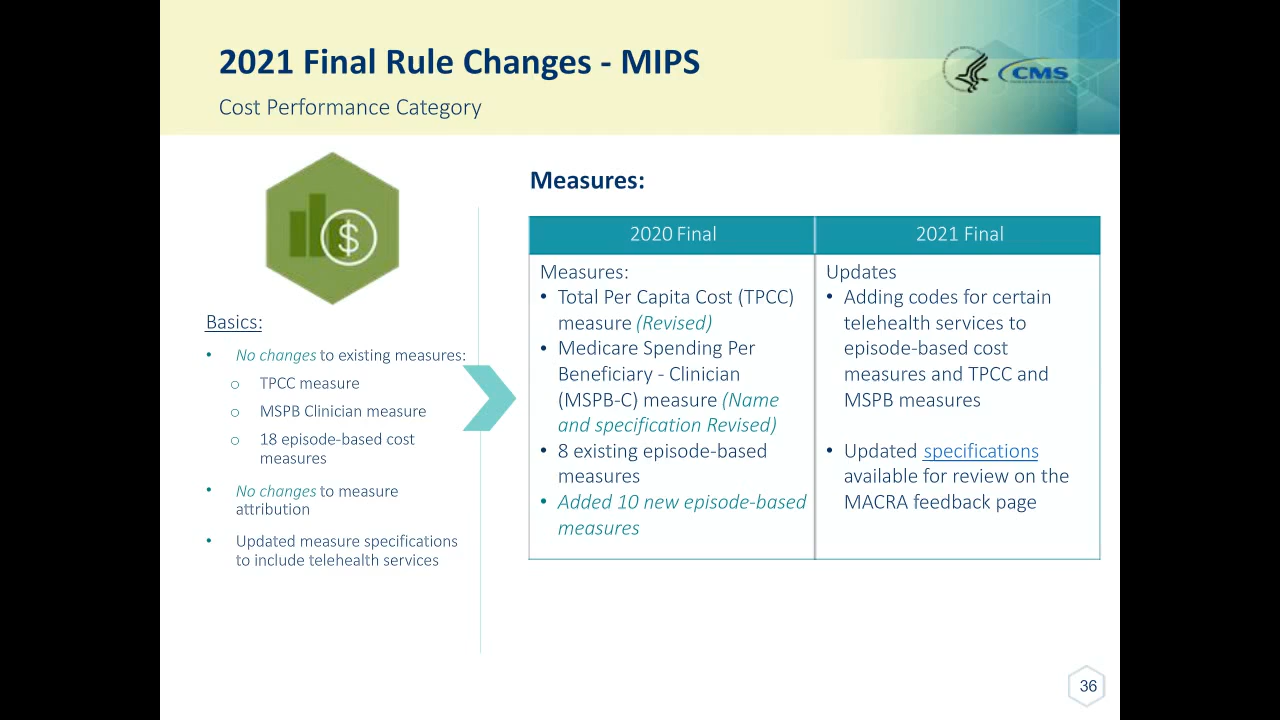 2021 Final Rule Changes - MIPS
Cost Performance Category
CMS
$
Basics:
• No changes to existing measures:
o TPCC measure
o MSPB Clinician measure
o 18 episode-based cost
measures
• No changes to measure
attribution
• Updated measure specifications
to include telehealth services
Measures:
2020 Final
Measures:
• Total Per Capita Cost (TPCC)
measure (Revised)
• Medicare Spending Per
Beneficiary - Clinician
(MSPB-C) measure (Name
and specification Revised)
• 8 existing episode-based
measures
• Added 10 new episode-based
measures
2021 Final
Updates
• Adding codes for certain
telehealth services to
episode-based cost
measures and TPCC and
MSPB measures
• Updated specifications
available for review on the
MACRA feedback page
36